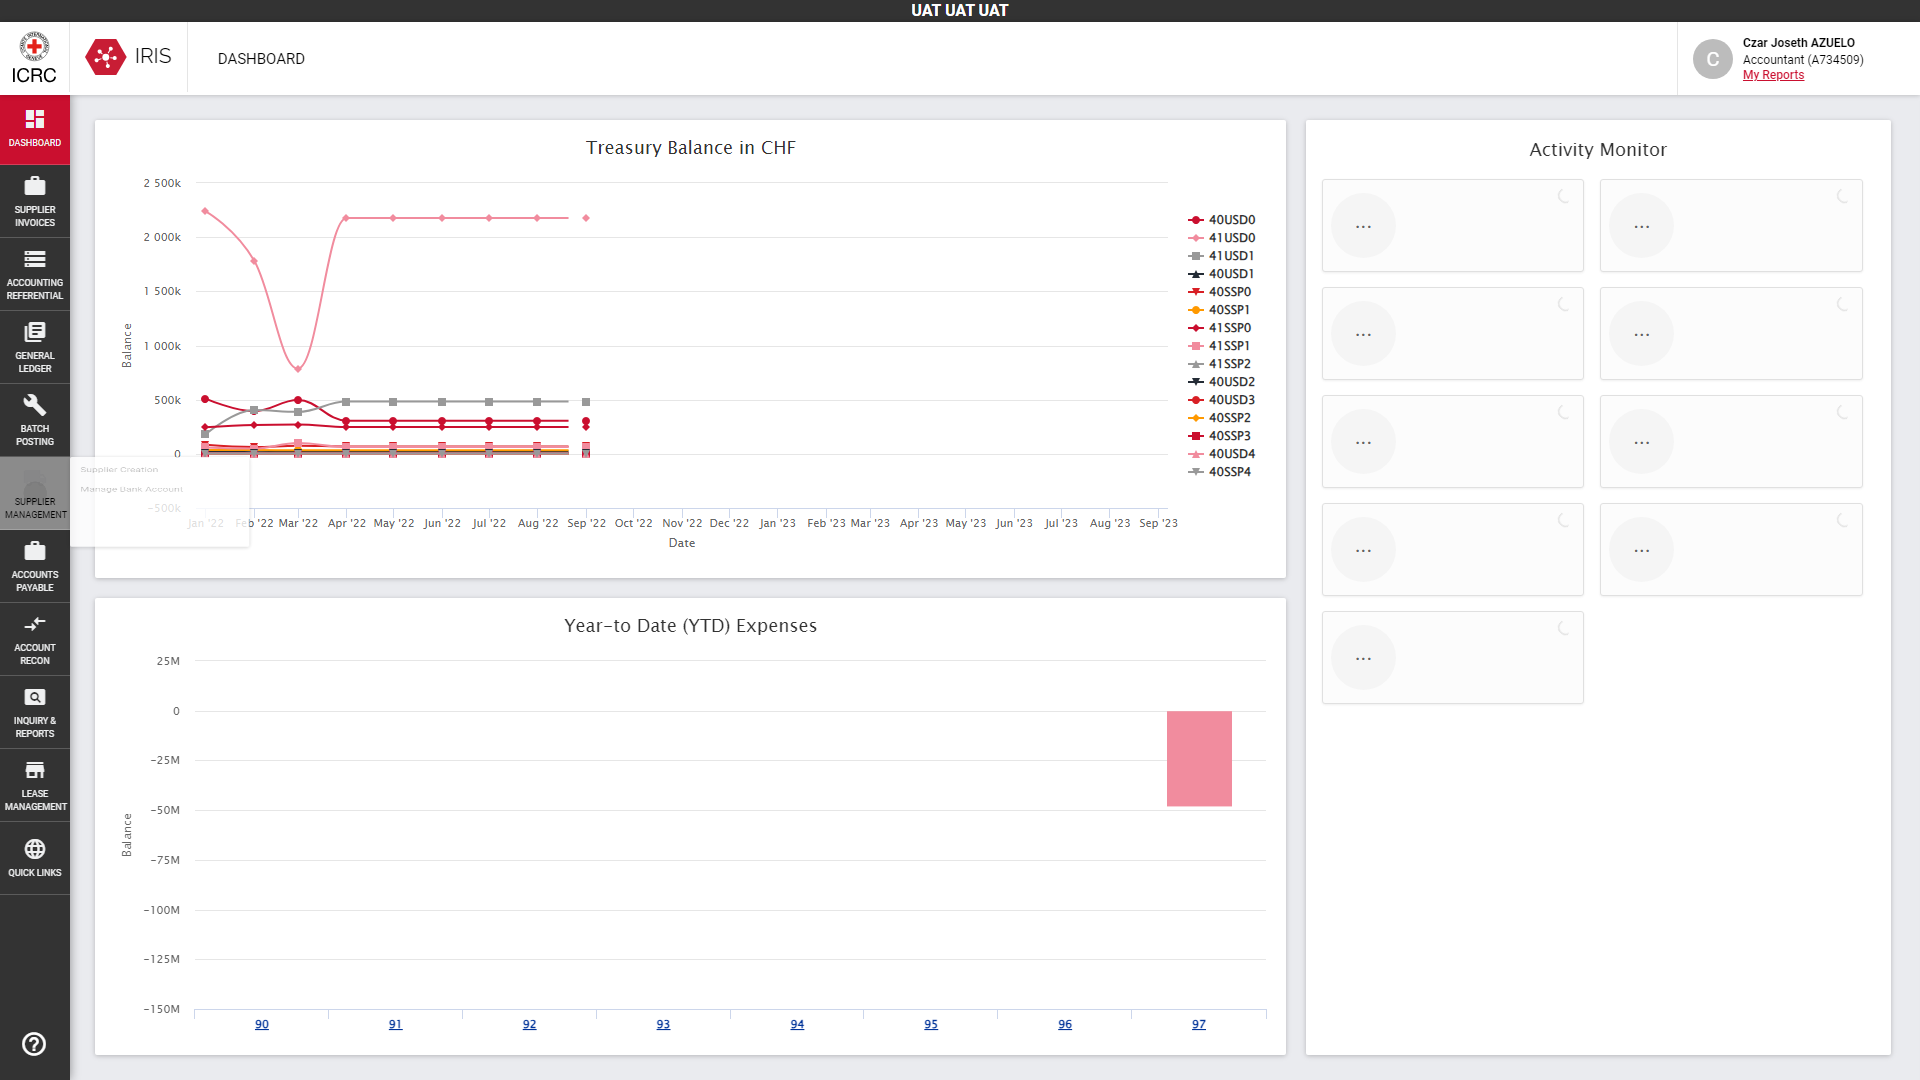 UAT UAT UAT
ICRC
IRIS
DASHBOARD
Czar Joseth AZUELO
Accountant (A734509)
My Reports
C
DASHBOARD
SUPPLIER
INVOICES
ACCOUNTING
REFERENTIAL
GENERAL
LEDGER
BATCH
POSTING
SUPPLIER
MANAGEMENT
Supplier Creation
Manage Bank Account
ACCOUNTS
PAYABLE
ACCOUNT
RECON
INQUIRY &
REPORTS
LEASE
MANAGEMENT
QUICK LINKS
Treasury Balance in CHF
2 500k
2 000k
1 500k
1 000k
500k
0
-500k
Balance
Jan '22
Feb '22
Mar '22
Apr '22
May '22
Jun '22
Jul '22
Aug '22
Sep '22
Oct '22
Nov '22
Dec '22
Jan '23
Feb '23
Mar '23
Apr '23
May '23
Jun '23
Jul '23
Aug '23
Sep '23
Date
40USD0
41USD0
41USD1
40USD1
40SSP0
40SSP1
41SSP0
41SSP1
41SSP2
40USD2
40USD3
40SSP2
40SSP3
40USD4
40SSP4
Year-to Date (YTD) Expenses
25M
0
-25M
-50M
-75M
-100M
-125M
-150M
Balance
90
91
92
93
94
95
96
97
Activity Monitor
...
...
...
...
...
...
...
...
...